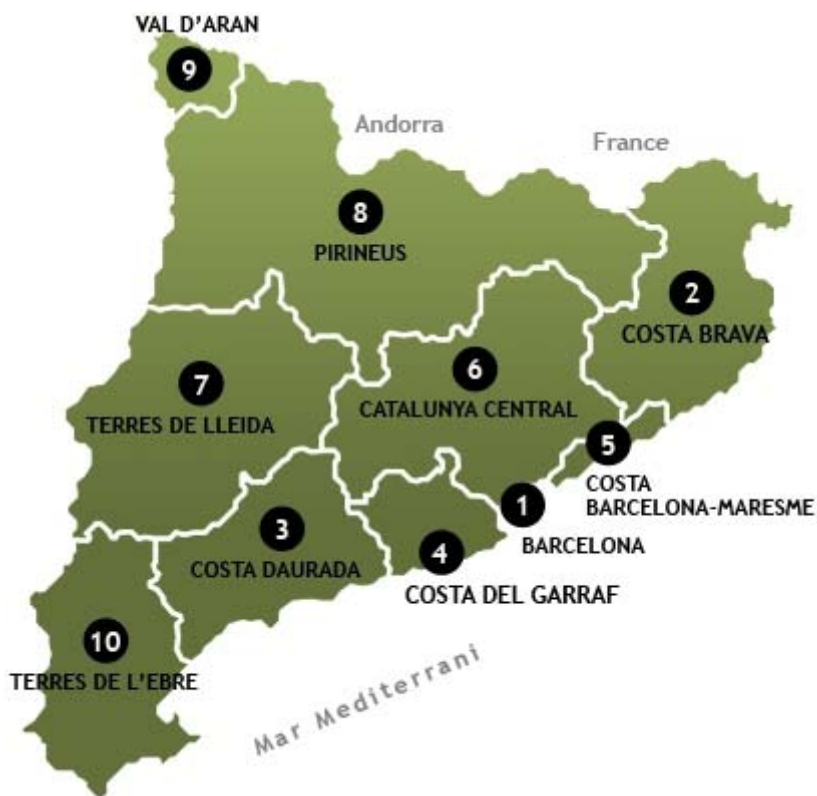 VAL D'ARAN
9
Andorra
France
8
PIRINEUS
2
COSTA BRAVA
7
TERRES DE LLEIDA
6
CATALUNYA CENTRAL
5
COSTA
BARCELONA-MARESME
1
BARCELONA
3
COSTA DAURADA
4
COSTA DEL GARRAF
10
TERRES DE L'EBRE
Mar Mediterrani